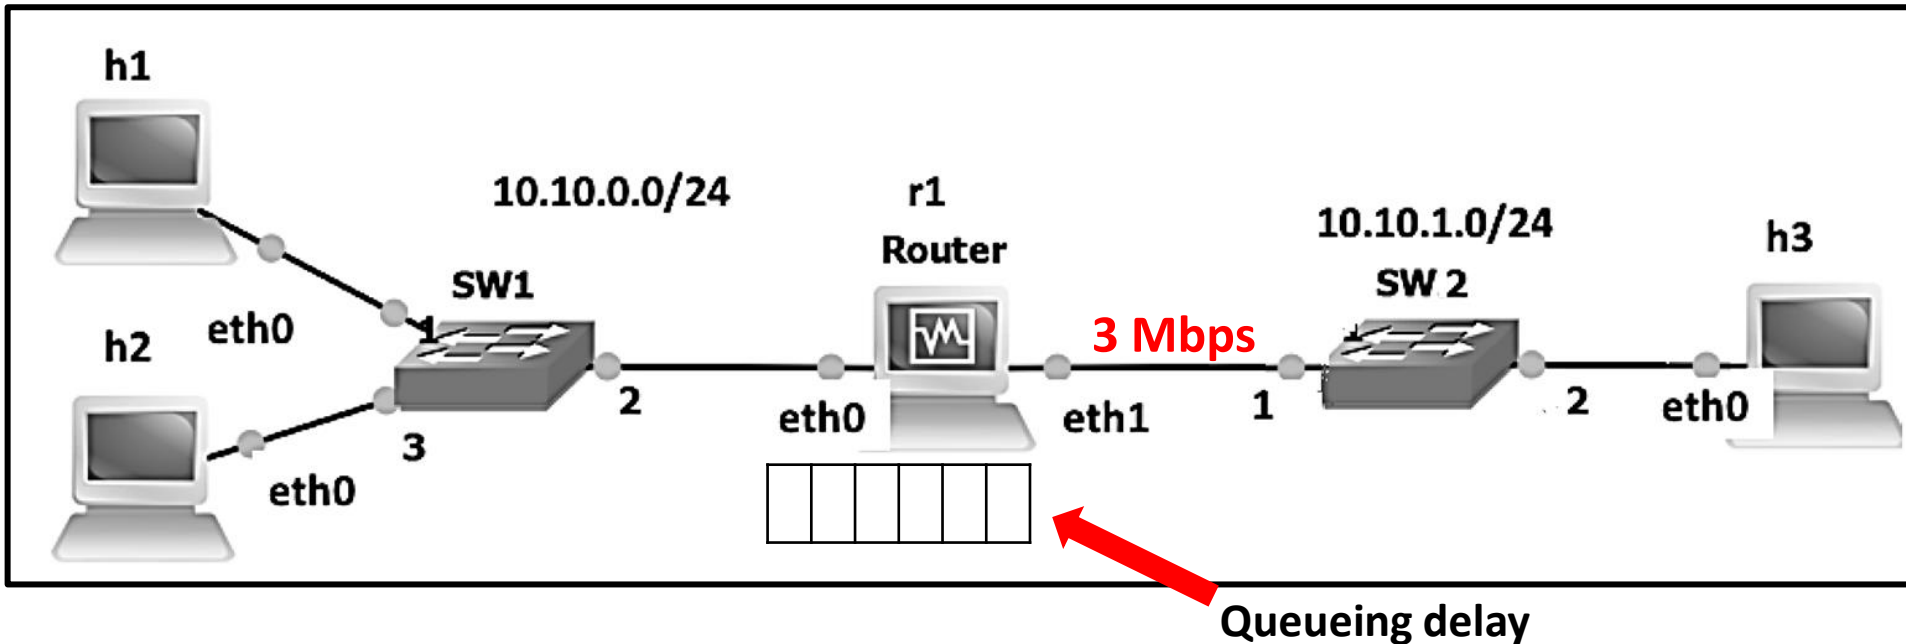 h1
10.10.0.0/24
r1
Router
10.10.1.0/24
h3
SW1
SW 2
eth0
1
h2
3 Mbps
2
eth0
eth1
1
2
eth0
3
eth0
Queueing delay